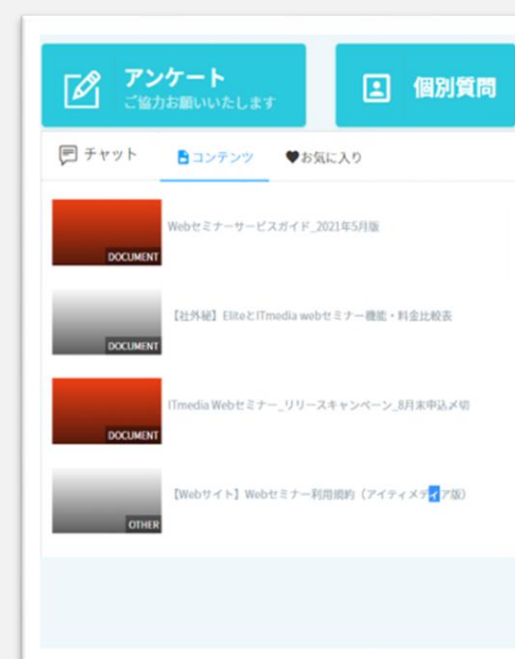 アンケート
ご協力お願いいたします
個別質問
チャット
コンテンツ
お気に入り
DOCUMENT
Webセミナーサービスガイド_2021年5月版
DOCUMENT
【社外秘】EliteとITmedia webセミナー機能・料金比較表
DOCUMENT
ITmedia Webセミナー_リリースキャンペーン_8月末申込〆切
OTHER
【Webサイト】Webセミナー利用規約（アイティメディア版）